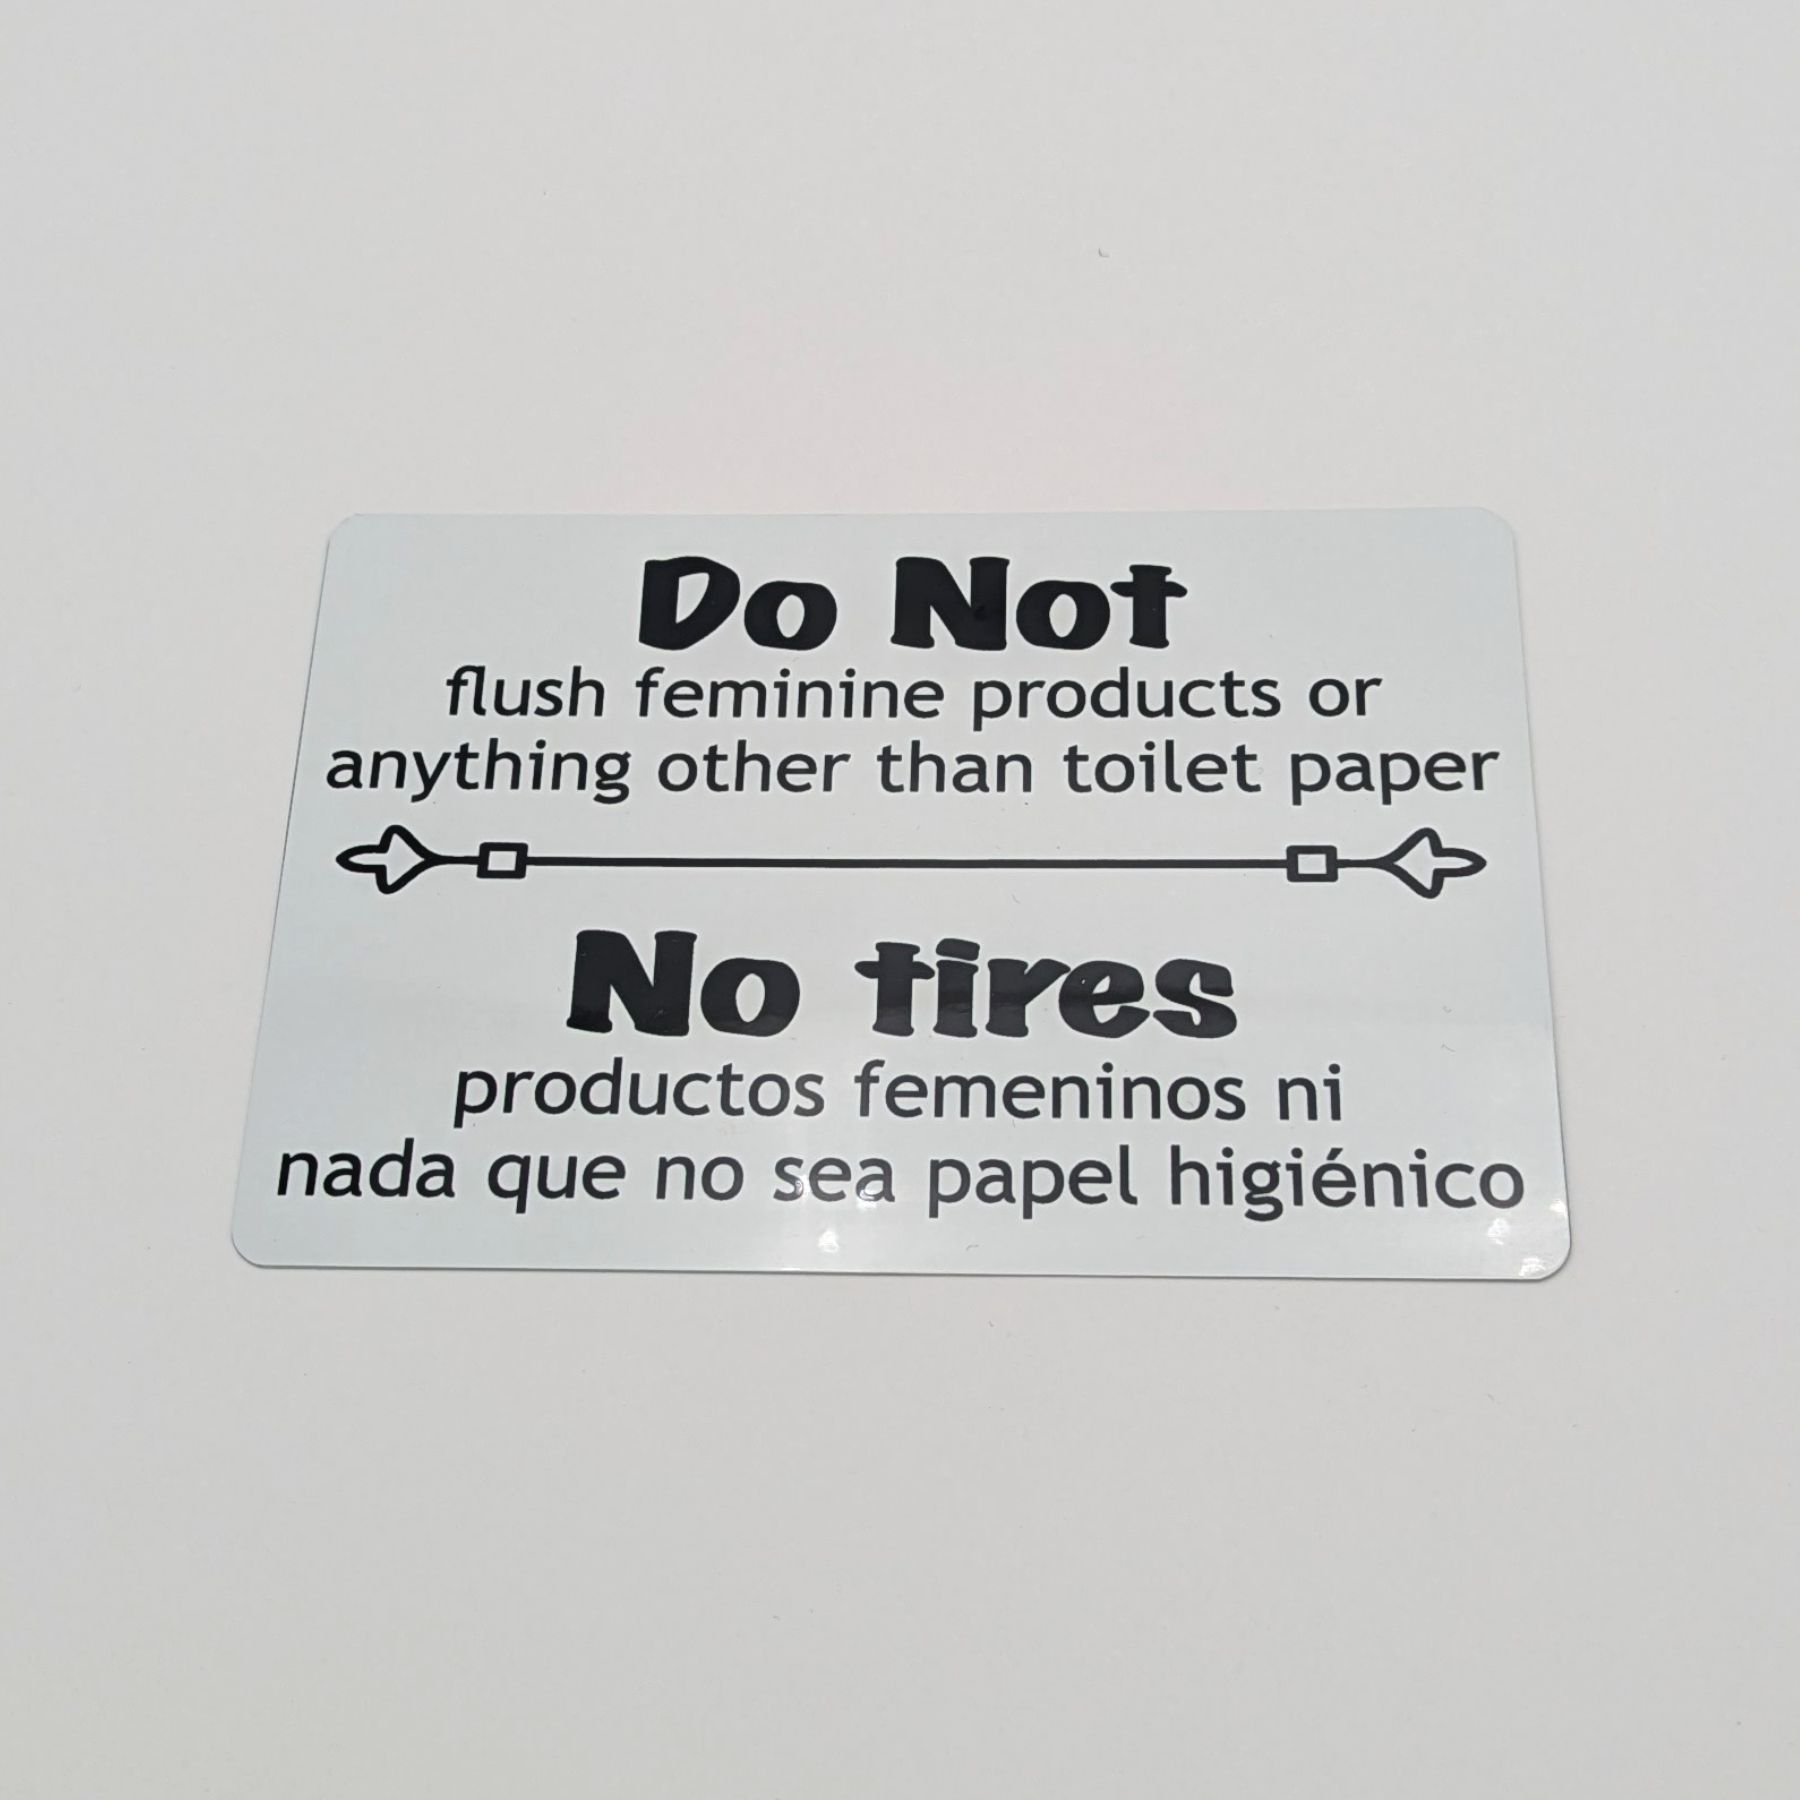 Do Not
flush feminine products or
anything other than toilet paper
No tires
productos femeninos ni
nada que no sea papel higiénico